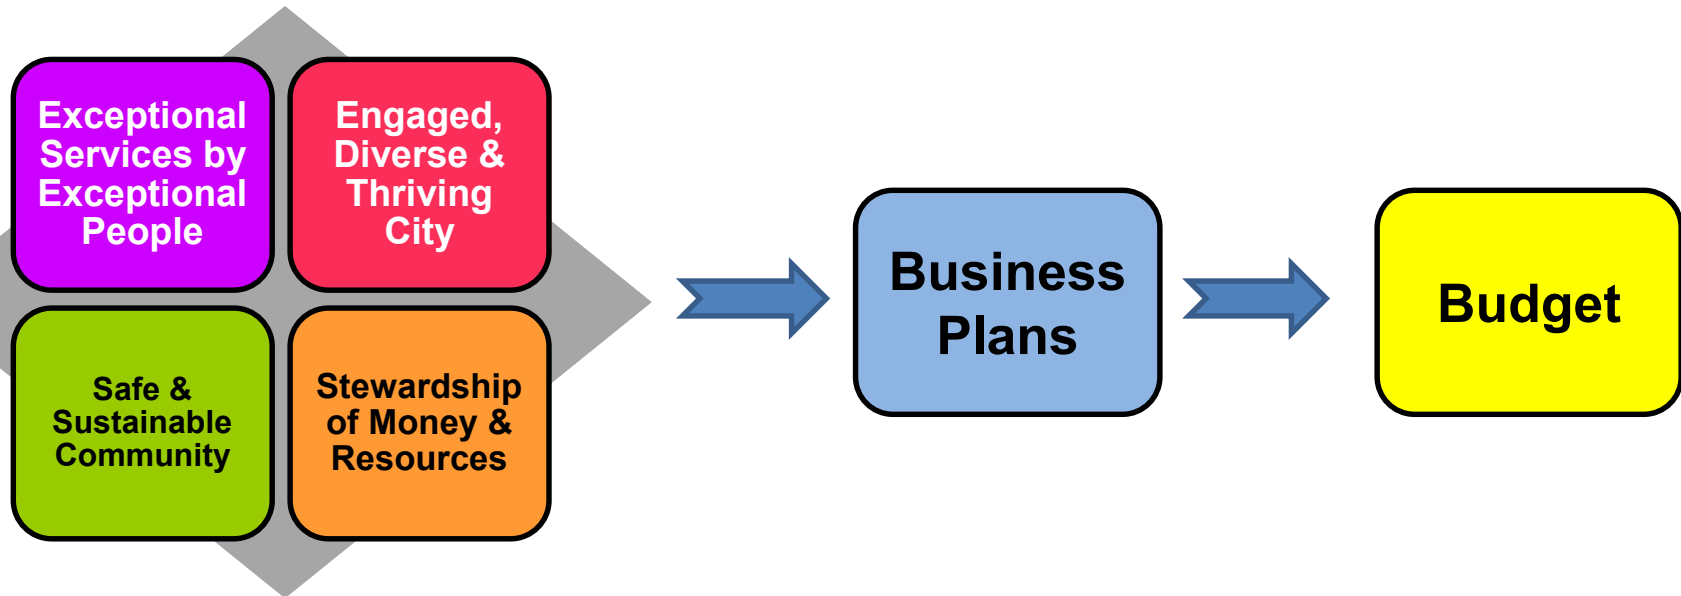 Exceptional
Services by
Exceptional
People
Engaged,
Diverse &
Thriving
City
Safe &
Sustainable
Community
Stewardship
of Money &
Resources
Business
Plans
Budget